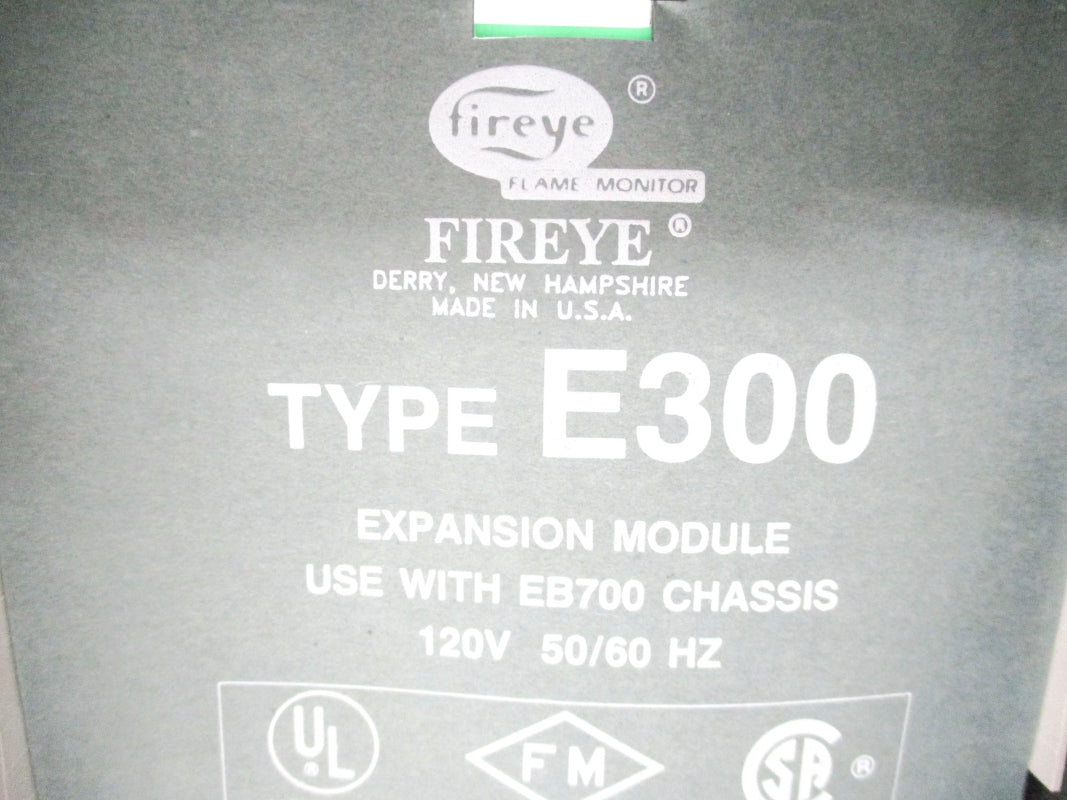 fireye ®
FLAME MONITOR
FIREYE ®
DERRY, NEW HAMPSHIRE
MADE IN U.S.A.
TYPE E300
EXPANSION MODULE
USE WITH EB700 CHASSIS
120V 50/60 HZ
UL ® FM SA ®